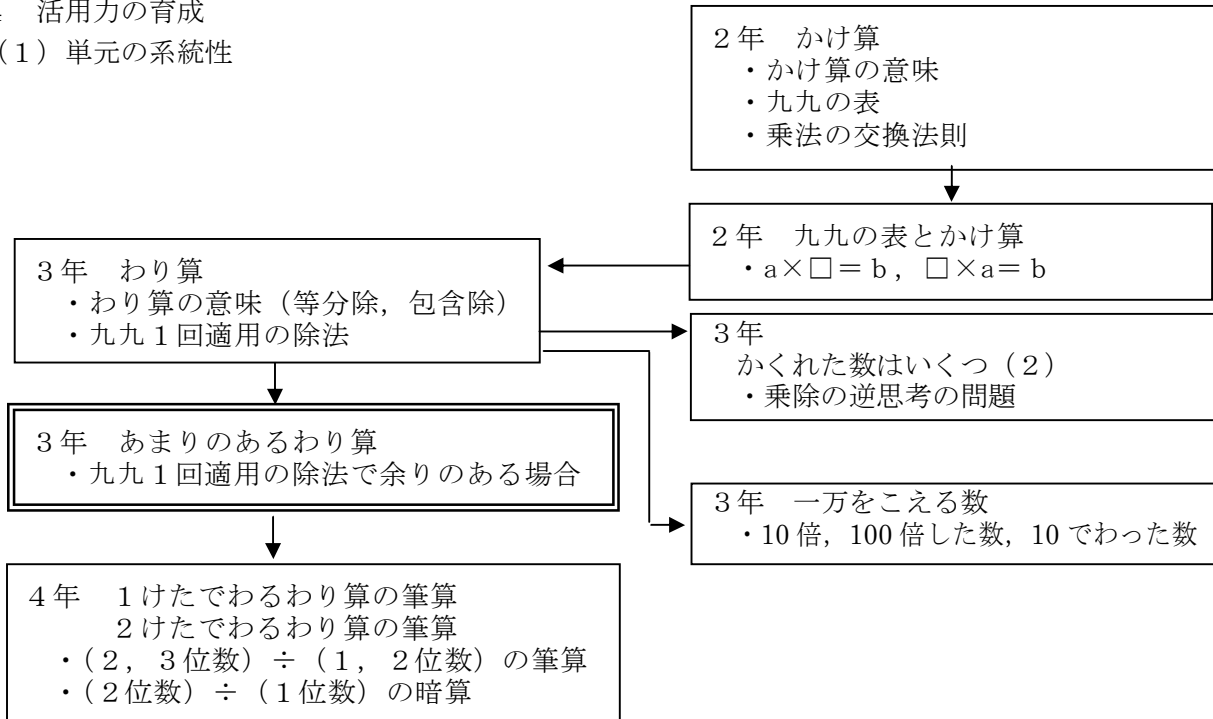 活用力の育成
(1)単元の系統性
2年 かけ算
・かけ算の意味
・九九の表
・乗法の交換法則
2年 九九の表とかけ算
・a×□=b,□×a=b
3年 わり算
・わり算の意味(等分除,包含除)
・九九1回適用の除法
3年
かくれた数はいくつ(2)
・乗除の逆思考の問題
3年 あまりのあるわり算
・九九1回適用の除法で余りのある場合
3年 一万をこえる数
・10倍,100倍した数,10でわった数
4年 1けたでわるわり算の筆算
2けたでわるわり算の筆算
・(2,3位数)÷(1,2位数)の筆算
・(2位数)÷(1位数)の暗算